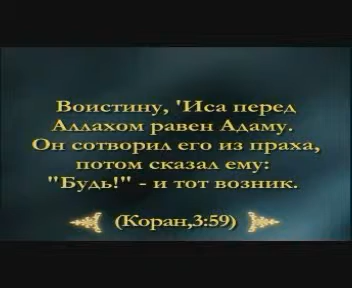 Воистину, 'Иса перед
Аллахом равен Адаму.
Он сотворил его из праха,
потом сказал ему:
"Будь!" - и тот возник.
(Коран,3:59)